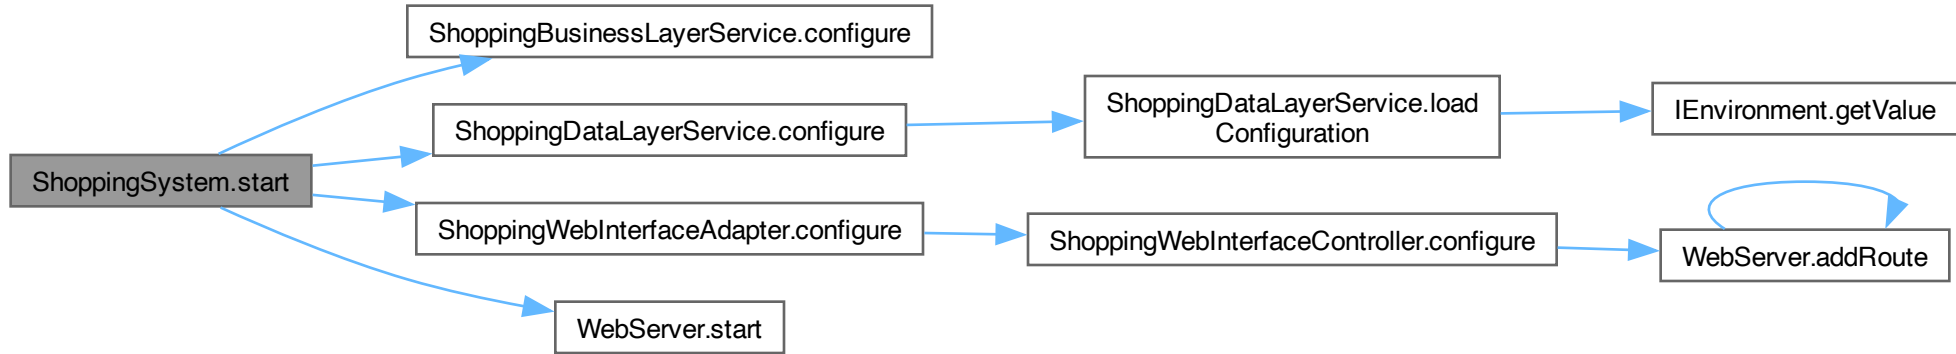 ShoppingBusinessLayerService.configure
ShoppingDataLayerService.configure
ShoppingDataLayerService.load
Configuration
IEnvironment.getValue
ShoppingSystem.start
ShoppingWebInterfaceAdapter.configure
ShoppingWebInterfaceController.configure
WebServer.addRoute
WebServer.start